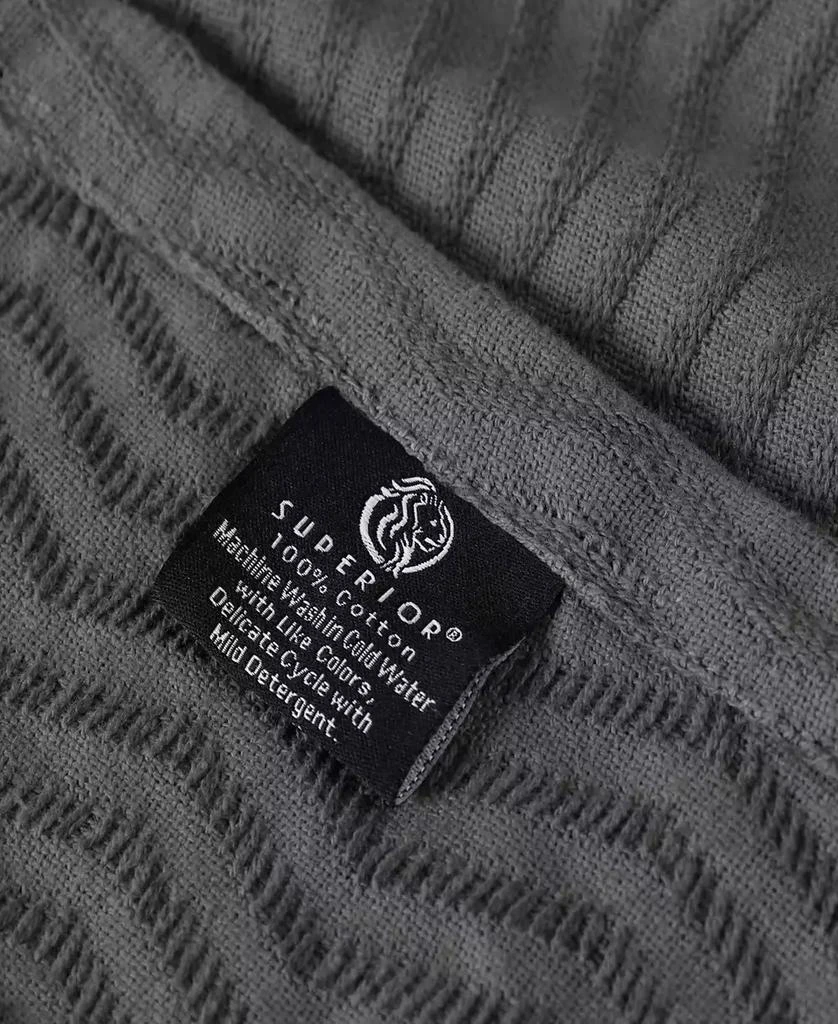 SUPERIOR®
100% Cotton
Machine Wash in Cold Water
with Like Colors,
Delicate Cycle with
Mild Detergent.